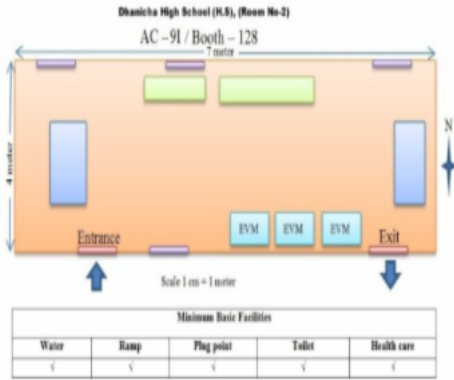 Dhanicha High School (H.S), (Room No-2)
AC –91 / Booth – 128
7 meter
4 meter
N
EVM EVM EVM
Entrance Exit
Scale 1 cm = 1 meter
Minimum Basic Facilities
Water Ramp Plug point Toilet Health care
√ √ √ √ √